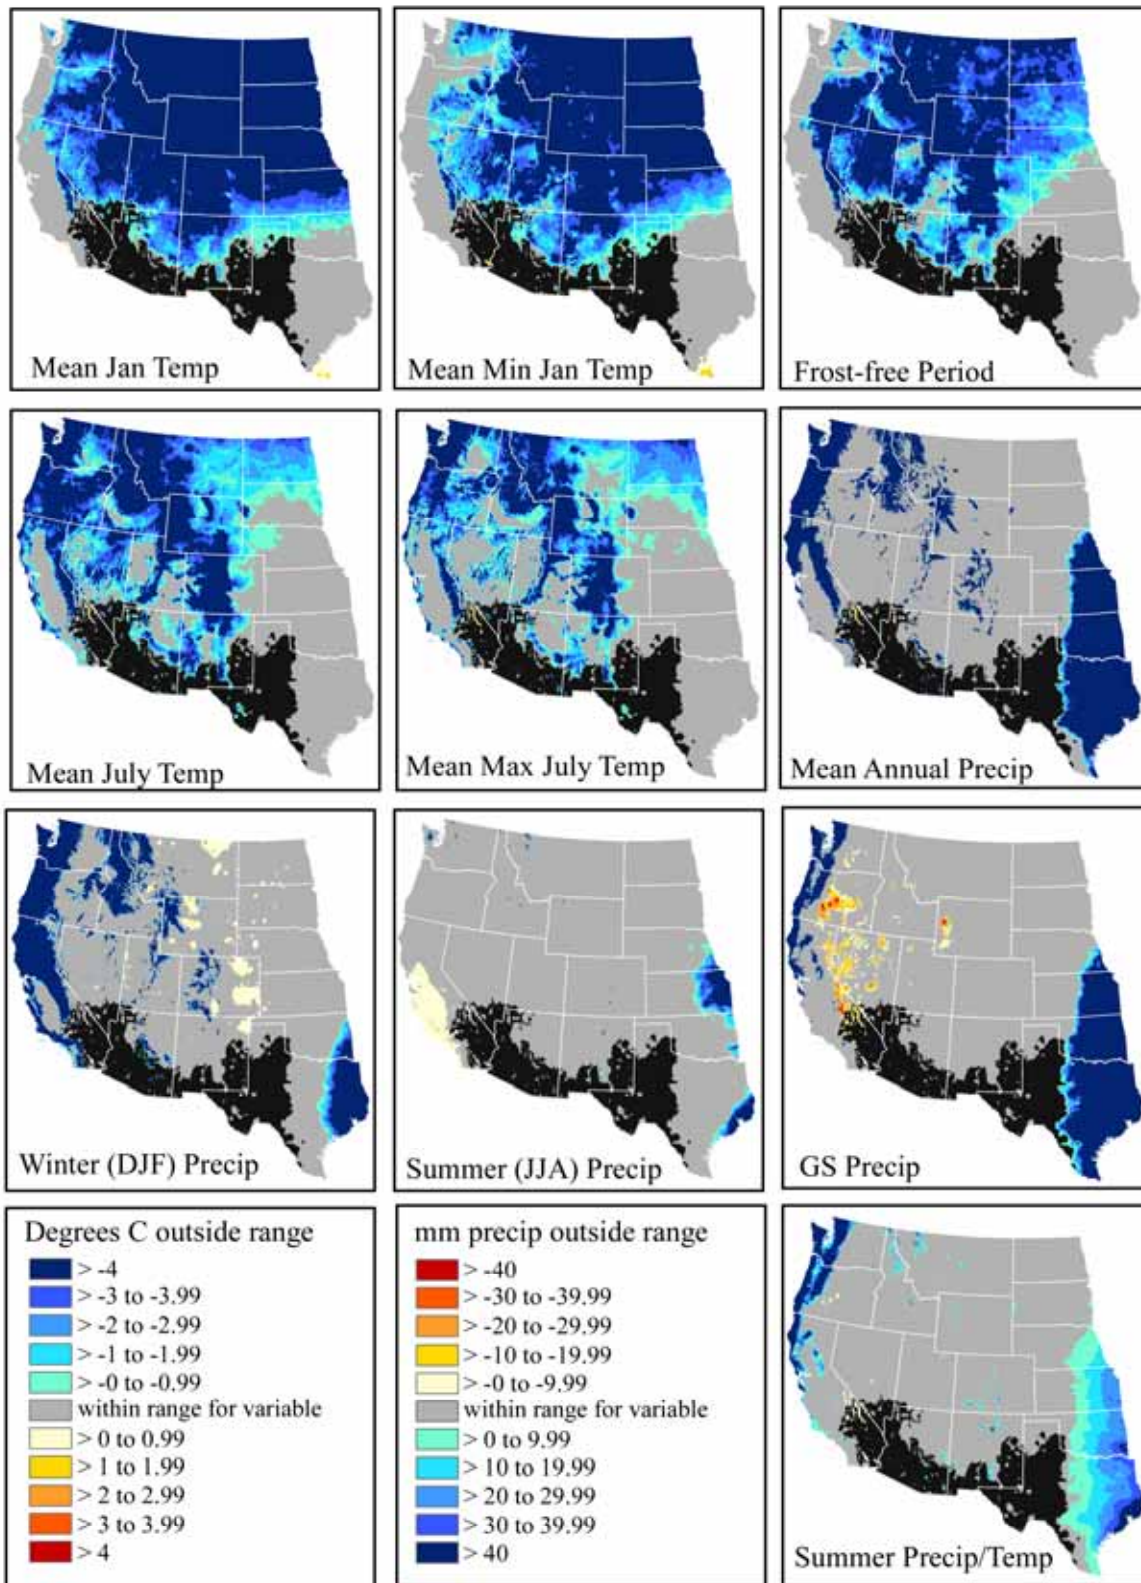 Mean Jan Temp
Mean Min Jan Temp
Frost-free Period
Mean July Temp
Mean Max July Temp
Mean Annual Precip
Winter (DJF) Precip
Summer (JJA) Precip
GS Precip
Degrees C outside range
> -4
> -3 to -3.99
> -2 to -2.99
> -1 to -1.99
> -0 to -0.99
within range for variable
> 0 to 0.99
> 1 to 1.99
> 2 to 2.99
> 3 to 3.99
> 4
mm precip outside range
> -40
> -30 to -39.99
> -20 to -29.99
> -10 to -19.99
> -0 to -9.99
within range for variable
> 0 to 9.99
> 10 to 19.99
> 20 to 29.99
> 30 to 39.99
> 40
Summer Precip/Temp